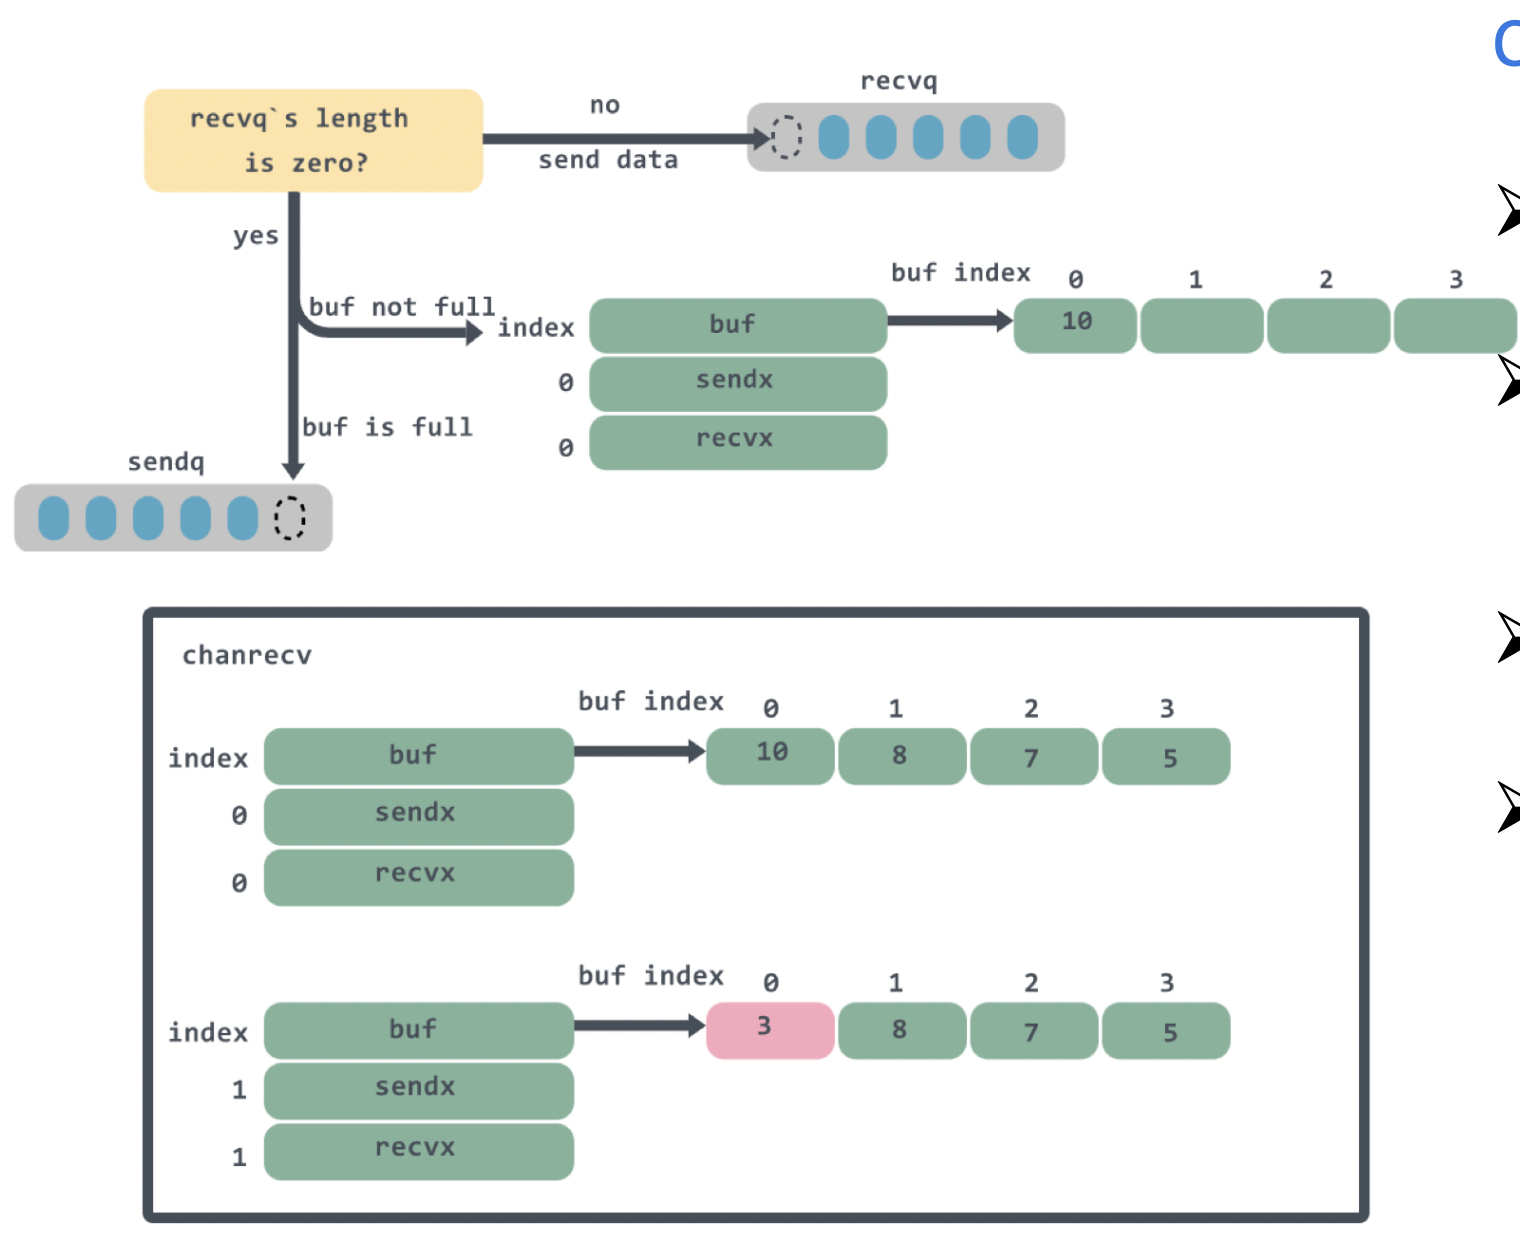 recvq
recvq`s length
is zero?
no
send data
yes
buf not full
buf index 0 1 2 3
index buf 10
0 sendx
0 recvx
buf is full
sendq
chanrecv
buf index 0 1 2 3
index buf 10 8 7 5
0 sendx
0 recvx
buf index 0 1 2 3
index buf 3 8 7 5
1 sendx
1 recvx